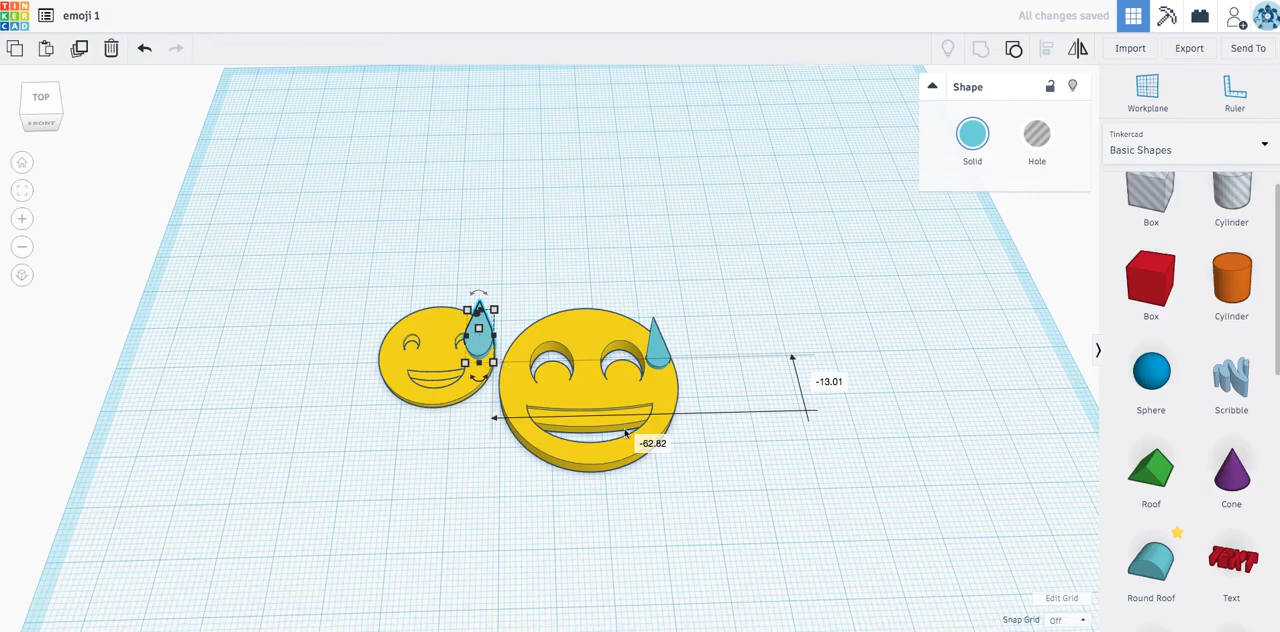 TIN
KER
CAD
emoji 1
All changes saved
Import
Export
Send To
TOP
FRONT
Shape
Solid
Hole
Workplane
Ruler
Tinkercad
Basic Shapes
Box
Cylinder
Box
Cylinder
Sphere
Scribble
Roof
Cone
TEXT
Round Roof
Text
-13.01
-62.82
Edit Grid
Snap Grid
Off